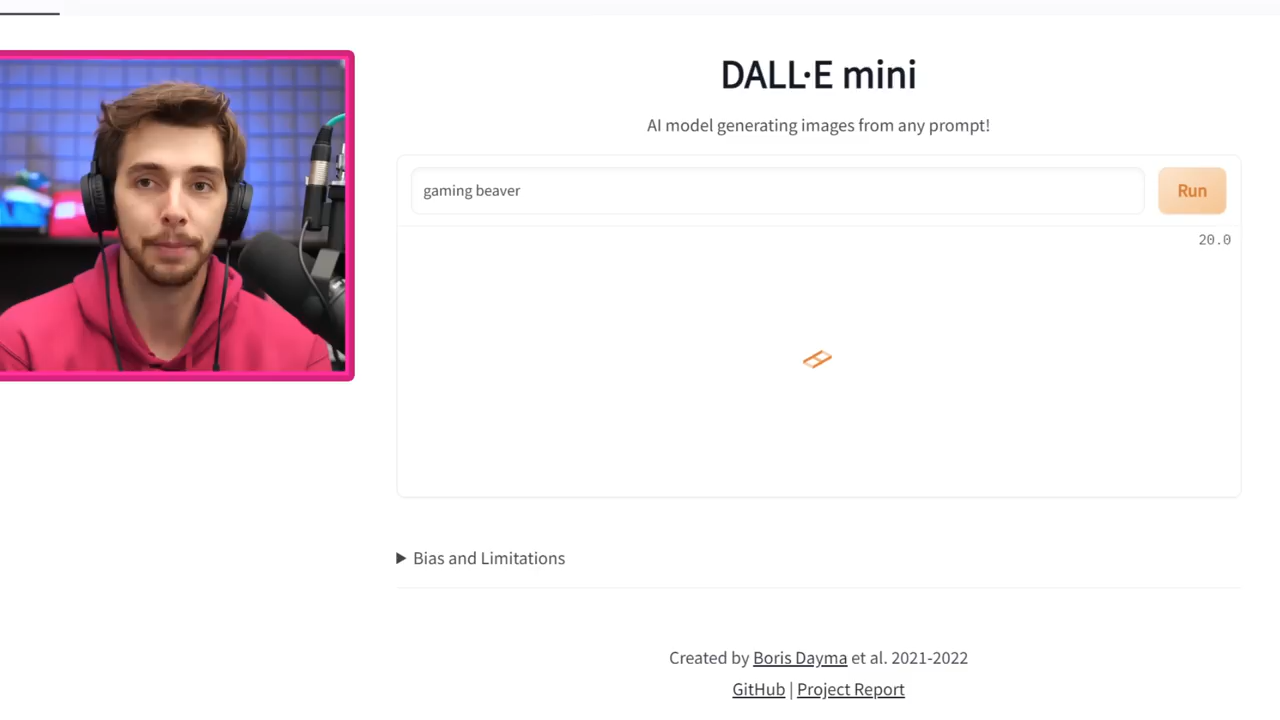 DALL·E mini
AI model generating images from any prompt!
gaming beaver
Run
20.0
▶ Bias and Limitations
Created by Boris Dayma et al. 2021-2022
GitHub | Project Report